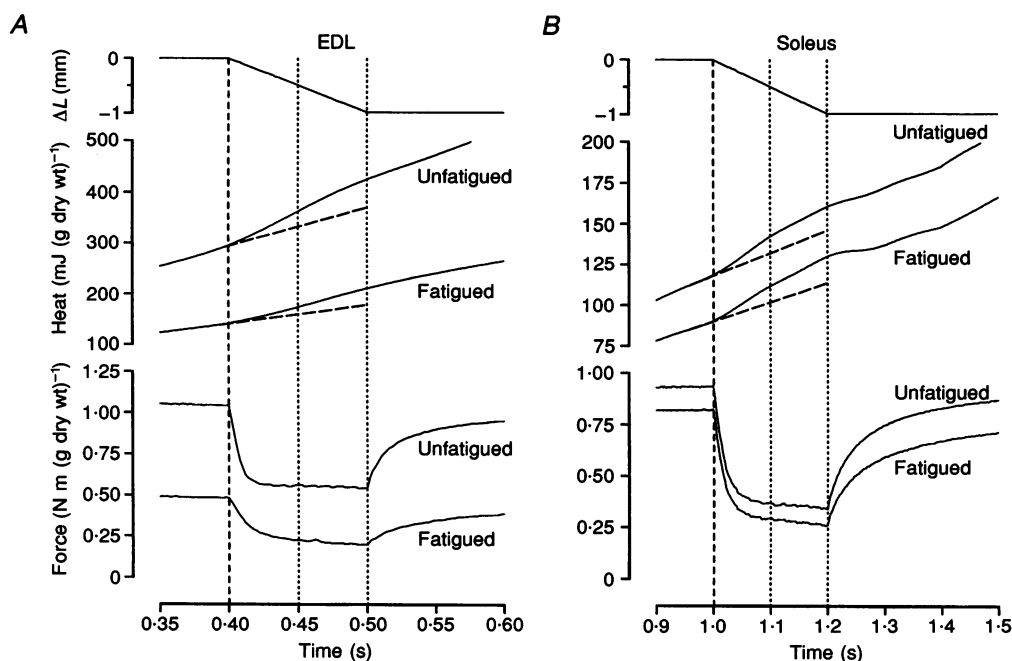 A
EDL
ΔL (mm)
0
−1
Heat (mJ (g dry wt)⁻¹)
500
400
300
200
100
Unfatigued
Fatigued
Force (N m (g dry wt)⁻¹)
1·25
1·00
0·75
0·50
0·25
0
Unfatigued
Fatigued
0·35 0·40 0·45 0·50 0·55 0·60
Time (s)
B
Soleus
0
−1
200
175
150
125
100
75
Unfatigued
Fatigued
1·00
0·75
0·50
0·25
0
Unfatigued
Fatigued
0·9 1·0 1·1 1·2 1·3 1·4 1·5
Time (s)